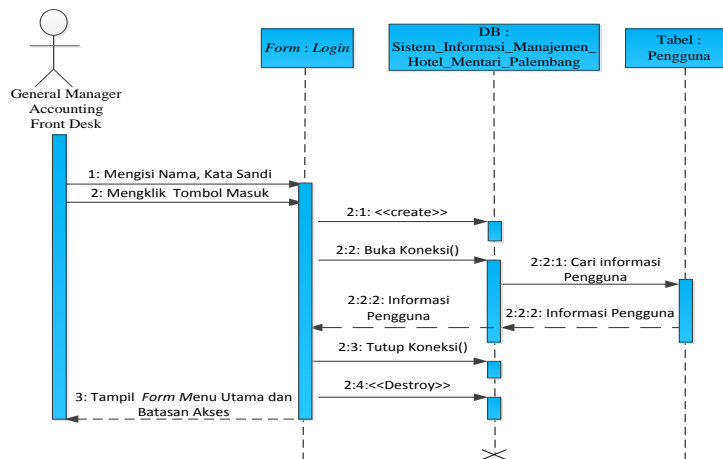 General Manager
Accounting
Front Desk
Form : Login
DB :
Sistem_Informasi_Manajemen_
Hotel_Mentari_Palembang
Tabel :
Pengguna
1: Mengisi Nama, Kata Sandi
2: Mengklik Tombol Masuk
2:1: <<create>>
2:2: Buka Koneksi()
2:2:1: Cari informasi
Pengguna
2:2:2: Informasi
Pengguna
2:2:2: Informasi Pengguna
2:3: Tutup Koneksi()
2:4:<<Destroy>>
3: Tampil Form Menu Utama dan
Batasan Akses